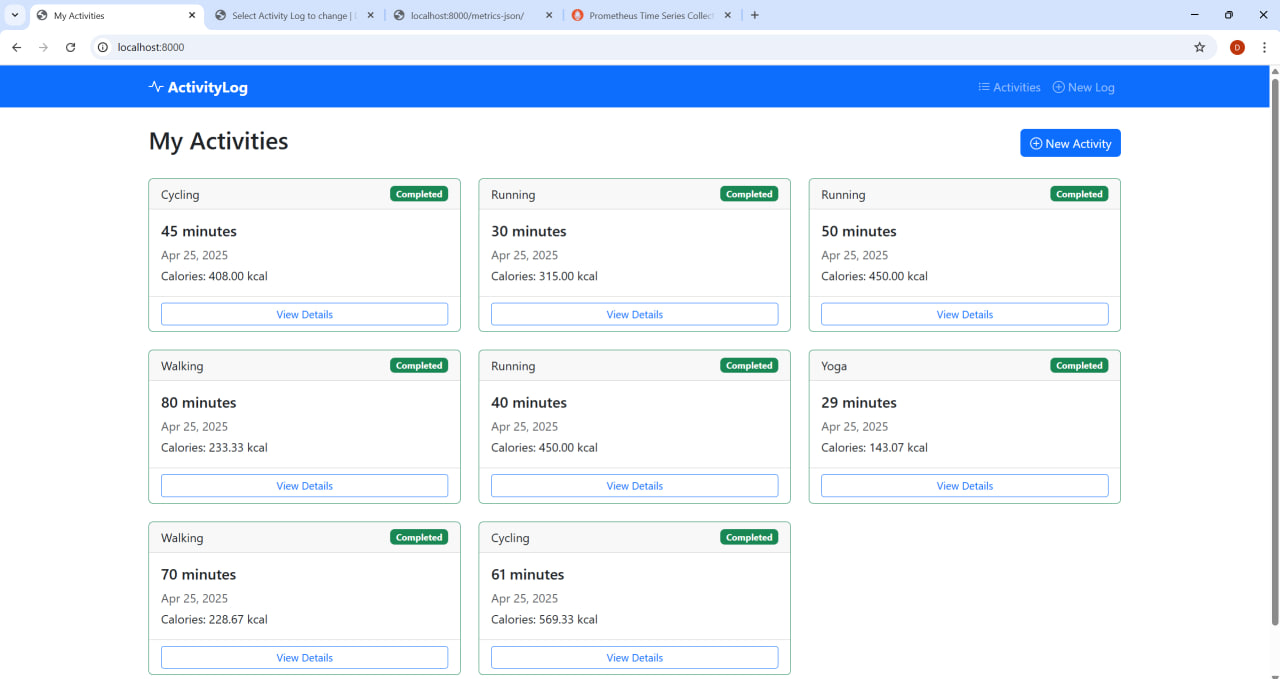 My Activities
Select Activity Log to change |
localhost:8000/metrics-json/
Prometheus Time Series Collect
localhost:8000
D
ActivityLog
Activities
New Log
My Activities
New Activity
Cycling
Completed
45 minutes
Apr 25, 2025
Calories: 408.00 kcal
View Details
Running
Completed
30 minutes
Apr 25, 2025
Calories: 315.00 kcal
View Details
Running
Completed
50 minutes
Apr 25, 2025
Calories: 450.00 kcal
View Details
Walking
Completed
80 minutes
Apr 25, 2025
Calories: 233.33 kcal
View Details
Running
Completed
40 minutes
Apr 25, 2025
Calories: 450.00 kcal
View Details
Yoga
Completed
29 minutes
Apr 25, 2025
Calories: 143.07 kcal
View Details
Walking
Completed
70 minutes
Apr 25, 2025
Calories: 228.67 kcal
View Details
Cycling
Completed
61 minutes
Apr 25, 2025
Calories: 569.33 kcal
View Details